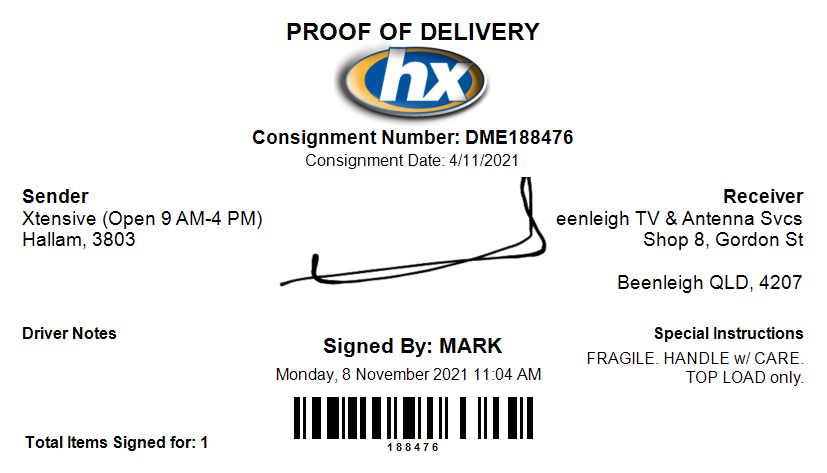 PROOF OF DELIVERY
hx
Consignment Number: DME188476
Consignment Date: 4/11/2021
Sender
Xtensive (Open 9 AM-4 PM)
Hallam, 3803
Receiver
eenleigh TV & Antenna Svcs
Shop 8, Gordon St
Beenleigh QLD, 4207
Driver Notes
Signed By: MARK
Monday, 8 November 2021 11:04 AM
Special Instructions
FRAGILE. HANDLE w/ CARE.
TOP LOAD only.
188476
Total Items Signed for: 1